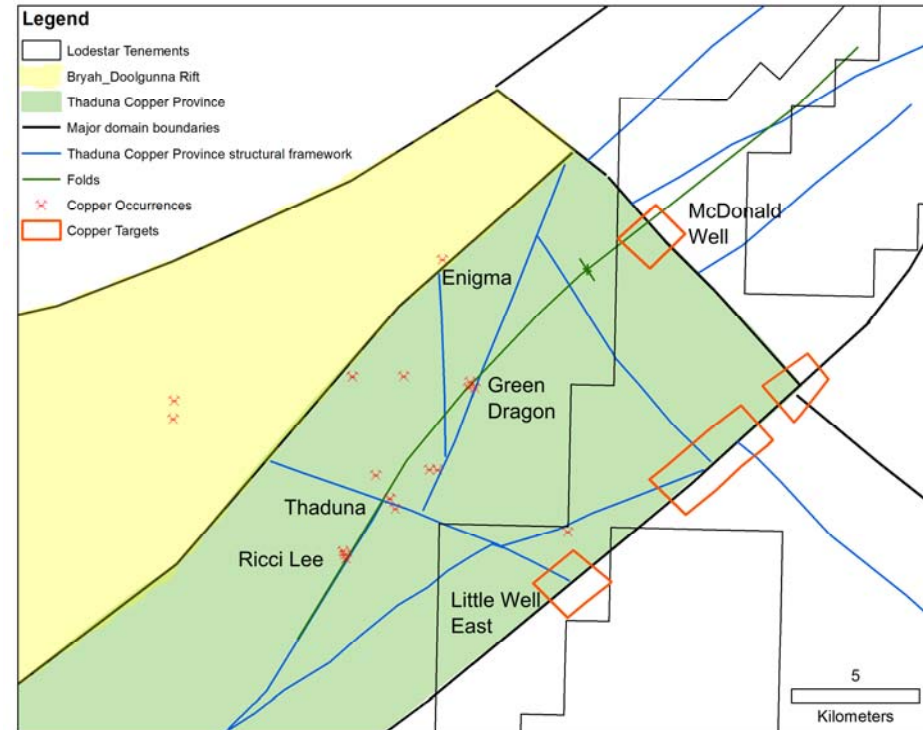 Legend
Lodestar Tenements
Bryah_Doolgunna Rift
Thaduna Copper Province
Major domain boundaries
Thaduna Copper Province structural framework
Folds
Copper Occurrences
Copper Targets
McDonald
Well
Enigma
Green
Dragon
Thaduna
Ricci Lee
Little Well
East
5
Kilometers